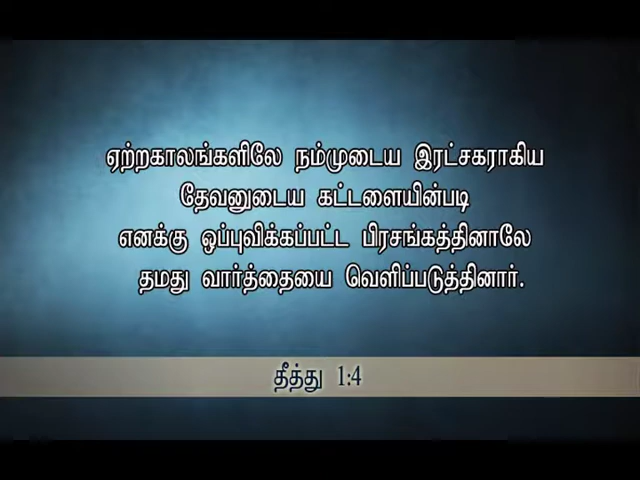 ஏற்றகாலங்களிலே நம்முடைய இரட்சகராகிய
தேவனுடைய கட்டளையின்படி
எனக்கு ஒப்புவிக்கப்பட்ட பிரசங்கத்தினாலே
தமது வார்த்தையை வெளிப்படுத்தினார்.
தீத்து 1:4